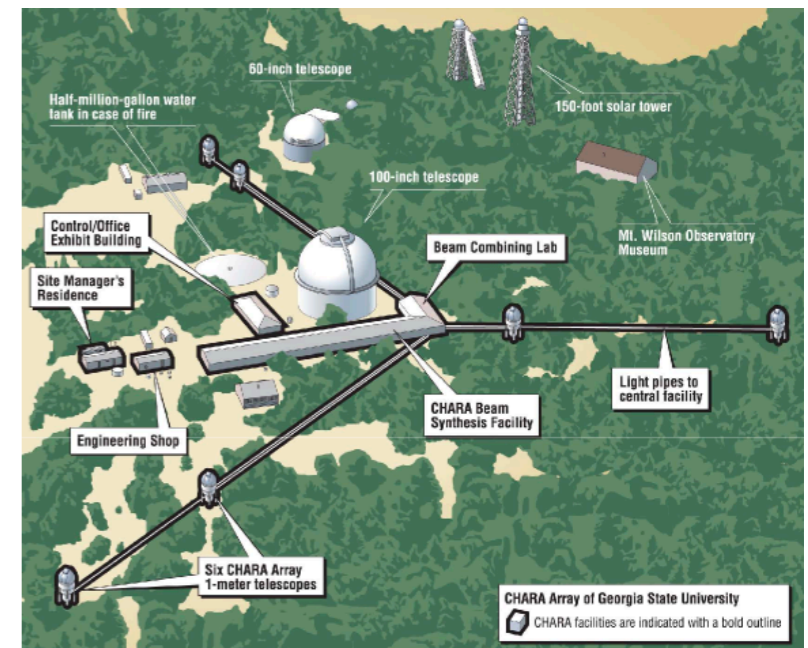 60-inch telescope
Half-million-gallon water
tank in case of fire
150-foot solar tower
100-inch telescope
Control/Office
Exhibit Building
Beam Combining Lab
Mt. Wilson Observatory
Museum
Site Manager's
Residence
Light pipes to
central facility
CHARA Beam
Synthesis Facility
Engineering Shop
Six CHARA Array
1-meter telescopes
CHARA Array of Georgia State University
CHARA facilities are indicated with a bold outline